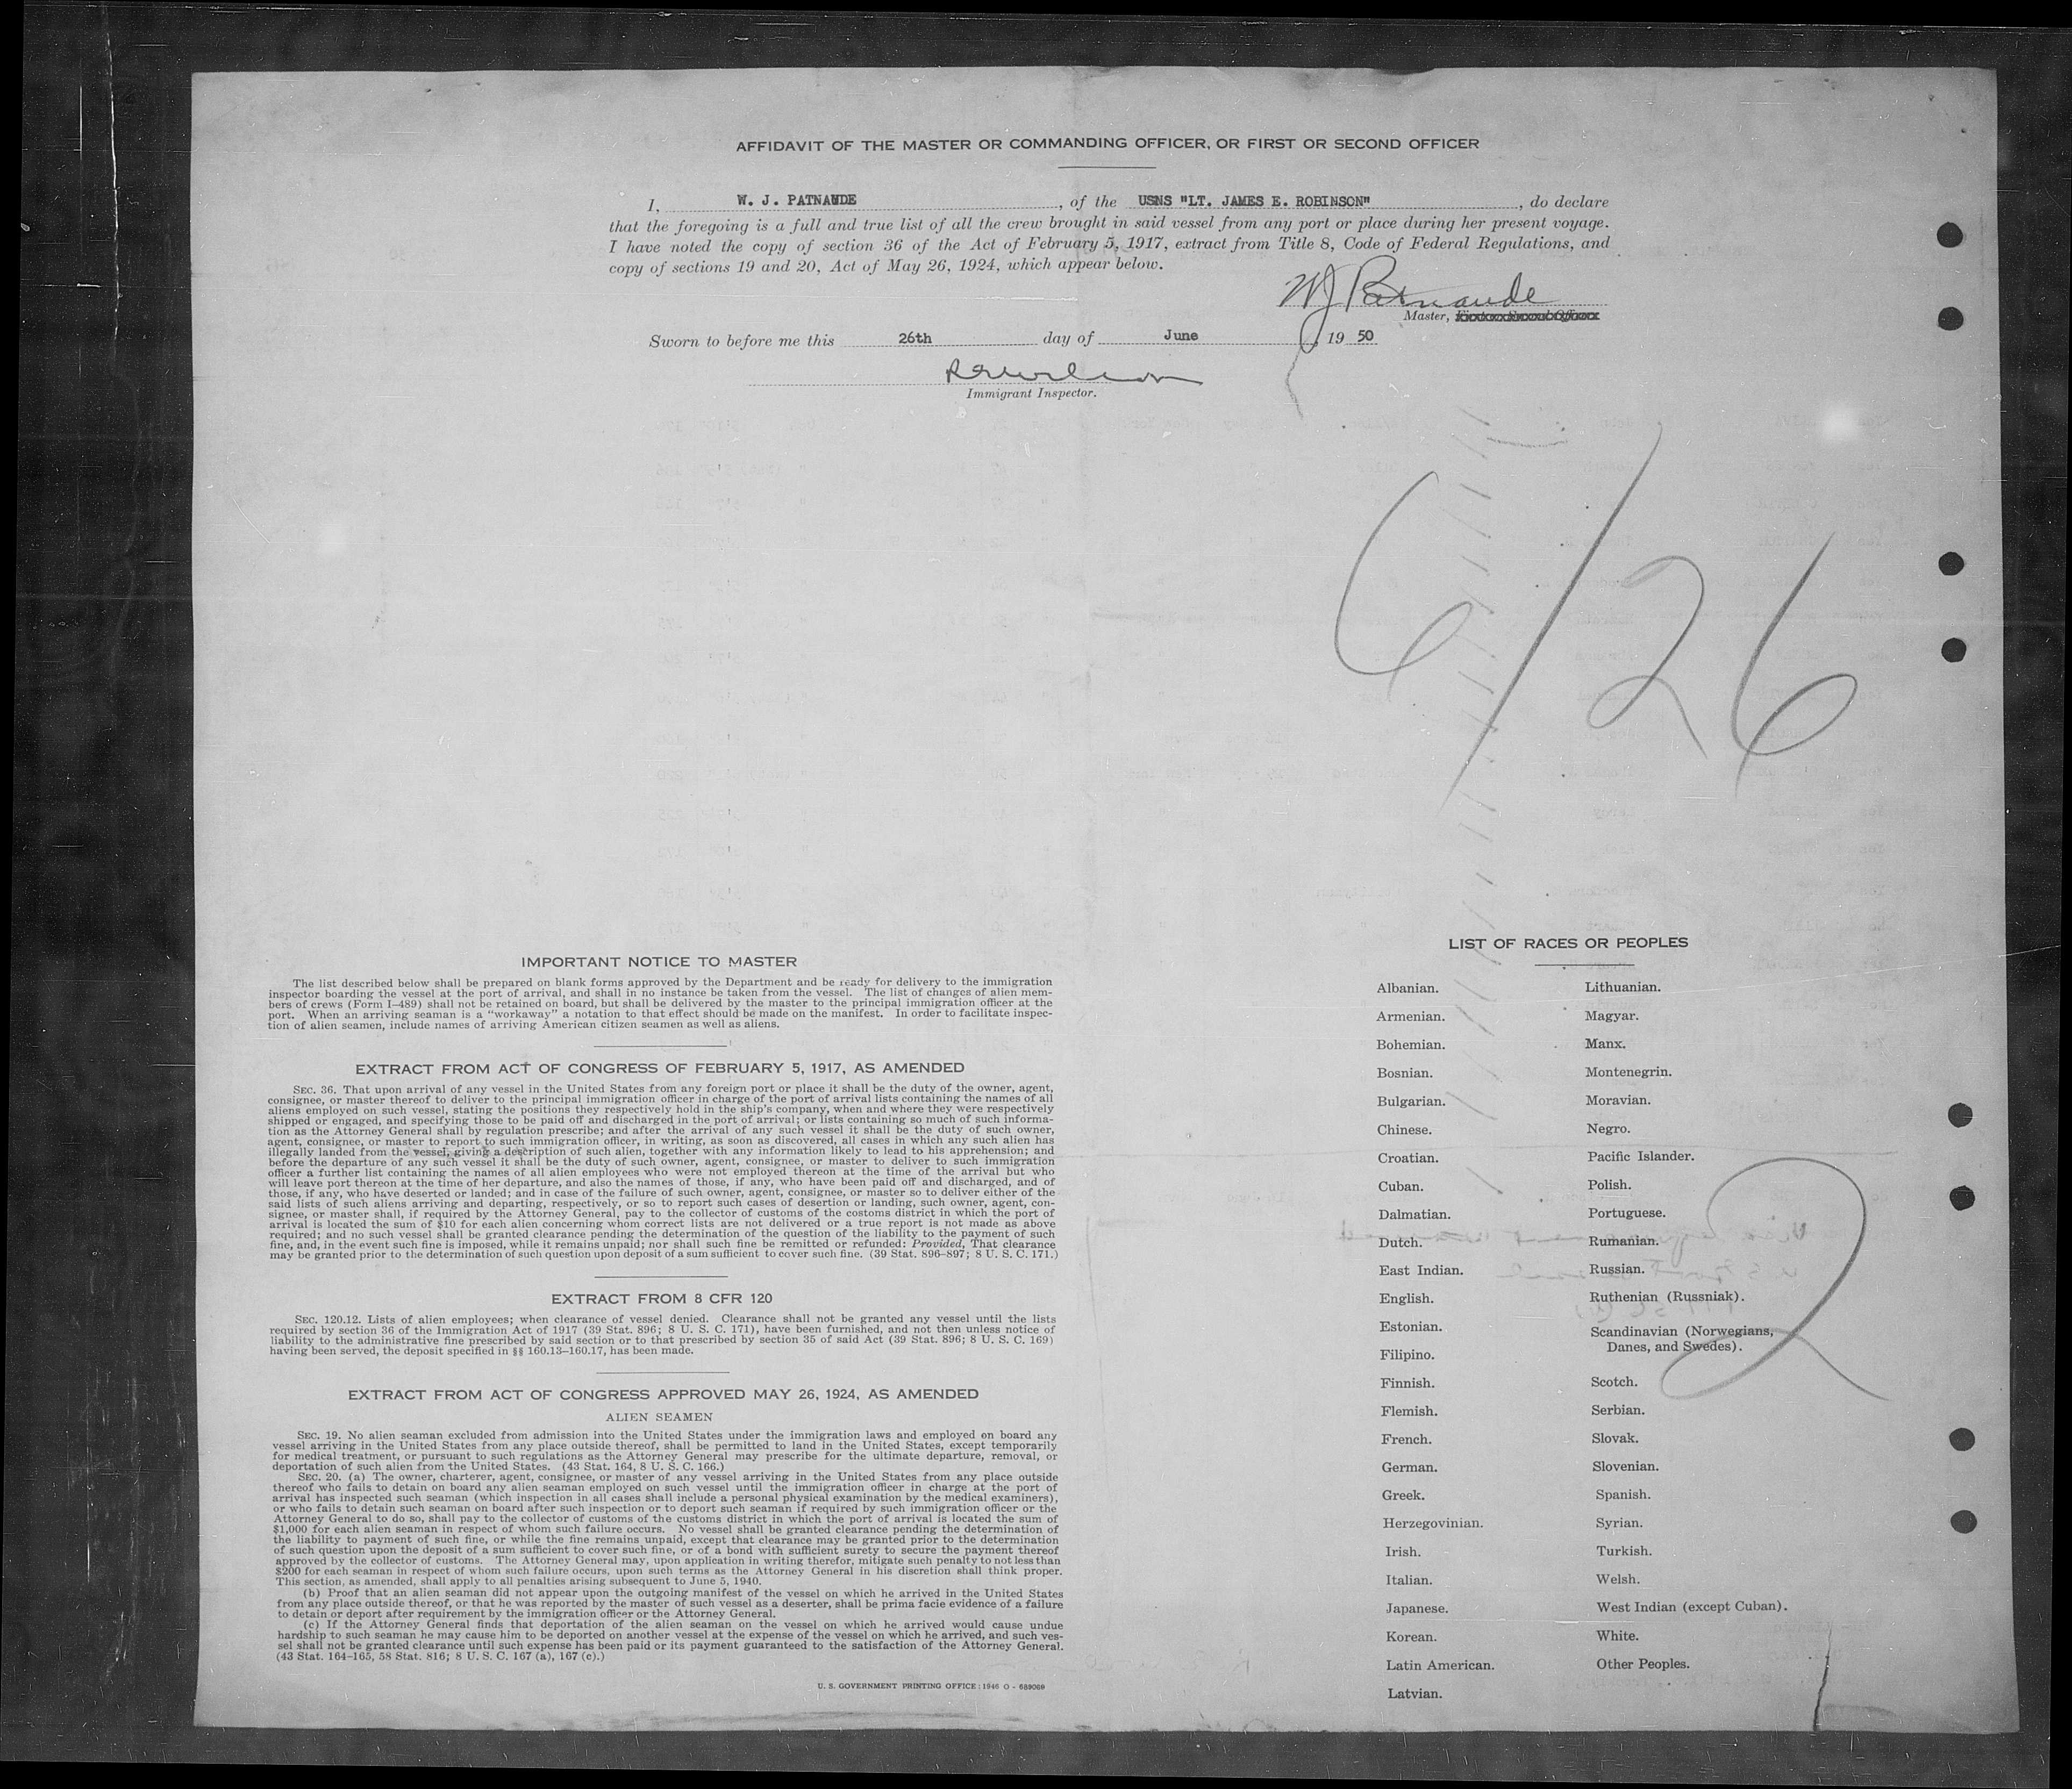 AFFIDAVIT OF THE MASTER OR COMMANDING OFFICER, OR FIRST OR SECOND OFFICER
I, W. J. PATNAUDE, of the USNS "LT. JAMES E. ROBINSON", do declare
that the foregoing is a full and true list of all the crew brought in said vessel from any port or place during her present voyage.
I have noted the copy of section 36 of the Act of February 5, 1917, extract from Title 8, Code of Federal Regulations, and
copy of sections 19 and 20, Act of May 26, 1924, which appear below.
W J Patnaude
Master,
Sworn to before me this 26th day of June, 19 50
Immigrant Inspector.
6/26
IMPORTANT NOTICE TO MASTER
The list described below shall be prepared on blank forms approved by the Department and be ready for delivery to the immigration
inspector boarding the vessel at the port of arrival, and shall in no instance be taken from the vessel. The list of changes of alien mem-
bers of crews (Form I–489) shall not be retained on board, but shall be delivered by the master to the principal immigration officer at the
port. When an arriving seaman is a "workaway" a notation to that effect should be made on the manifest. In order to facilitate inspec-
tion of alien seamen, include names of arriving American citizen seamen as well as aliens.
EXTRACT FROM ACT OF CONGRESS OF FEBRUARY 5, 1917, AS AMENDED
SEC. 36. That upon arrival of any vessel in the United States from any foreign port or place it shall be the duty of the owner, agent,
consignee, or master thereof to deliver to the principal immigration officer in charge of the port of arrival lists containing the names of all
aliens employed on such vessel, stating the positions they respectively hold in the ship's company, when and where they were respectively
shipped or engaged, and specifying those to be paid off and discharged in the port of arrival; or lists containing so much of such informa-
tion as the Attorney General shall by regulation prescribe; and after the arrival of any such vessel it shall be the duty of such owner,
agent, consignee, or master to report to such immigration officer, in writing, as soon as discovered, all cases in which any such alien has
illegally landed from the vessel, giving a description of such alien, together with any information likely to lead to his apprehension; and
before the departure of any such vessel it shall be the duty of such owner, agent, consignee, or master to deliver to such immigration
officer a further list containing the names of all alien employees who were not employed thereon at the time of the arrival but who
will leave port thereon at the time of her departure, and also the names of those, if any, who have been paid off and discharged, and of
those, if any, who have deserted or landed; and in case of the failure of such owner, agent, consignee, or master so to deliver either of the
said lists of such aliens arriving and departing, respectively, or so to report such cases of desertion or landing, such owner, agent, con-
signee, or master shall, if required by the Attorney General, pay to the collector of customs of the customs district in which the port of
arrival is located the sum of $10 for each alien concerning whom correct lists are not delivered or a true report is not made as above
required; and no such vessel shall be granted clearance pending the determination of the question of the liability to the payment of such
fine, and, in the event such fine is imposed, while it remains unpaid; nor shall such fine be remitted or refunded: Provided, That clearance
may be granted prior to the determination of such question upon deposit of a sum sufficient to cover such fine. (39 Stat. 896–897; 8 U. S. C. 171.)
EXTRACT FROM 8 CFR 120
SEC. 120.12. Lists of alien employees; when clearance of vessel denied. Clearance shall not be granted any vessel until the lists
required by section 36 of the Immigration Act of 1917 (39 Stat. 896; 8 U. S. C. 171), have been furnished, and not then unless notice of
liability to the administrative fine prescribed by said section or to that prescribed by section 35 of said Act (39 Stat. 896; 8 U. S. C. 169)
having been served, the deposit specified in §§ 160.13–160.17, has been made.
EXTRACT FROM ACT OF CONGRESS APPROVED MAY 26, 1924, AS AMENDED
ALIEN SEAMEN
SEC. 19. No alien seaman excluded from admission into the United States under the immigration laws and employed on board any
vessel arriving in the United States from any place outside thereof, shall be permitted to land in the United States, except temporarily
for medical treatment, or pursuant to such regulations as the Attorney General may prescribe for the ultimate departure, removal, or
deportation of such alien from the United States. (43 Stat. 164, 8 U. S. C. 166.)
SEC. 20. (a) The owner, charterer, agent, consignee, or master of any vessel arriving in the United States from any place outside
thereof who fails to detain on board any alien seaman employed on such vessel until the immigration officer in charge at the port of
arrival has inspected such seaman (which inspection in all cases shall include a personal physical examination by the medical examiners),
or who fails to detain such seaman on board after such inspection or to deport such seaman if required by such immigration officer or the
Attorney General to do so, shall pay to the collector of customs of the customs district in which the port of arrival is located the sum of
$1,000 for each alien seaman in respect of whom such failure occurs. No vessel shall be granted clearance pending the determination of
the liability to payment of such fine, or while the fine remains unpaid, except that clearance may be granted prior to the determination
of such question upon the deposit of a sum sufficient to cover such fine, or of a bond with sufficient surety to secure the payment thereof
approved by the collector of customs. The Attorney General may, upon application in writing therefor, mitigate such penalty to not less than
$200 for each seaman in respect of whom such failure occurs, upon such terms as the Attorney General in his discretion shall think proper.
This section, as amended, shall apply to all penalties arising subsequent to June 5, 1940.
(b) Proof that an alien seaman did not appear upon the outgoing manifest of the vessel on which he arrived in the United States
from any place outside thereof, or that he was reported by the master of such vessel as a deserter, shall be prima facie evidence of a failure
to detain or deport after requirement by the immigration officer or the Attorney General.
(c) If the Attorney General finds that deportation of the alien seaman on the vessel on which he arrived would cause undue
hardship to such seaman he may cause him to be deported on another vessel at the expense of the vessel on which he arrived, and such ves-
sel shall not be granted clearance until such expense has been paid or its payment guaranteed to the satisfaction of the Attorney General.
(43 Stat. 164–165, 58 Stat. 816; 8 U. S. C. 167 (a), 167 (c).)
U. S. GOVERNMENT PRINTING OFFICE : 1946 O - 689069
LIST OF RACES OR PEOPLES
Albanian.
Armenian.
Bohemian.
Bosnian.
Bulgarian.
Chinese.
Croatian.
Cuban.
Dalmatian.
Dutch.
East Indian.
English.
Estonian.
Filipino.
Finnish.
Flemish.
French.
German.
Greek.
Herzegovinian.
Irish.
Italian.
Japanese.
Korean.
Latin American.
Latvian.
Lithuanian.
Magyar.
Manx.
Montenegrin.
Moravian.
Negro.
Pacific Islander.
Polish.
Portuguese.
Rumanian.
Russian.
Ruthenian (Russniak).
Scandinavian (Norwegians,
Danes, and Swedes).
Scotch.
Serbian.
Slovak.
Slovenian.
Spanish.
Syrian.
Turkish.
Welsh.
West Indian (except Cuban).
White.
Other Peoples.
2